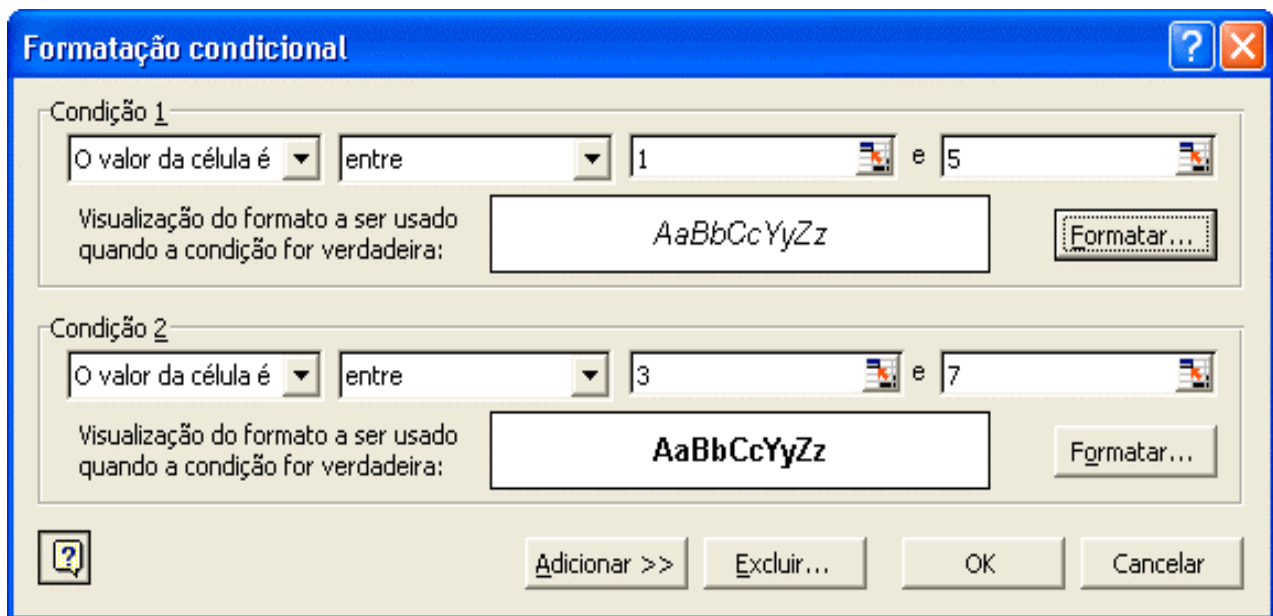 Formatação condicional
Condição 1
O valor da célula é entre 1 e 5
Visualização do formato a ser usado
quando a condição for verdadeira:
AaBbCcYyZz
Formatar...
Condição 2
O valor da célula é entre 3 e 7
Visualização do formato a ser usado
quando a condição for verdadeira:
AaBbCcYyZz
Formatar...
Adicionar >> Excluir... OK Cancelar